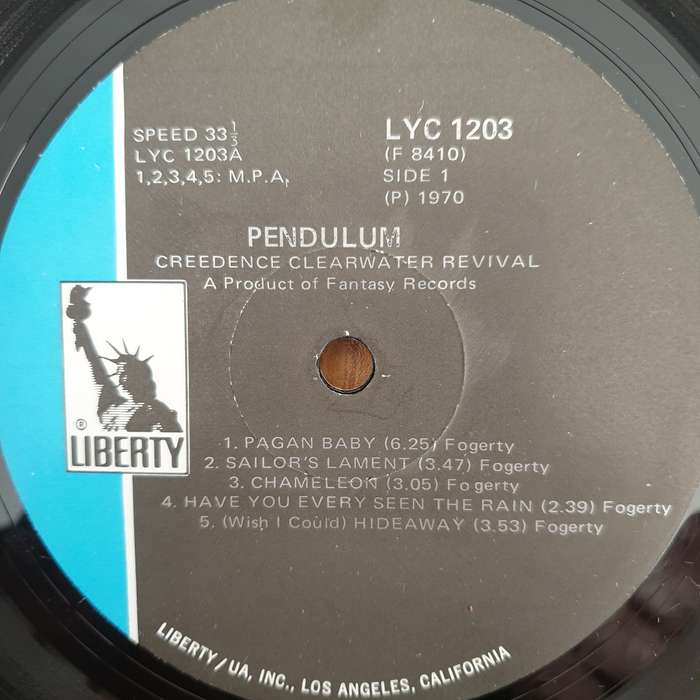 SPEED 33 1/3
LYC 1203A
1,2,3,4,5: M.P.A.
LYC 1203
(F 8410)
SIDE 1
(P) 1970
PENDULUM
CREEDENCE CLEARWATER REVIVAL
A Product of Fantasy Records
®
LIBERTY
1. PAGAN BABY (6.25) Fogerty
2. SAILOR'S LAMENT (3.47) Fogerty
3. CHAMELEON (3.05) Fogerty
4. HAVE YOU EVERY SEEN THE RAIN (2.39) Fogerty
5. (Wish I Could) HIDEAWAY (3.53) Fogerty
LIBERTY/UA, INC., LOS ANGELES, CALIFORNIA